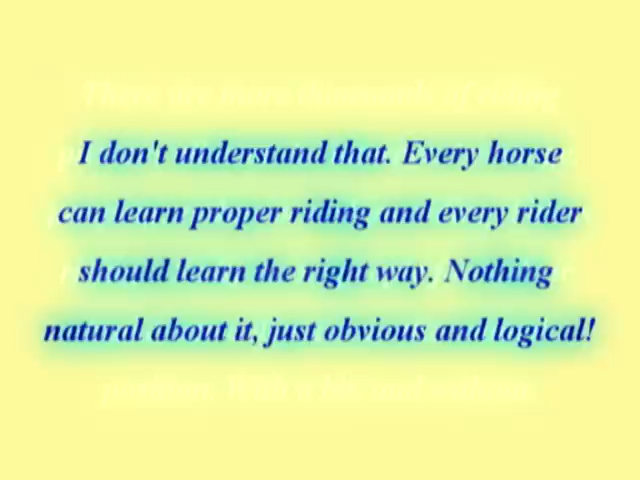 I don't understand that. Every horse
can learn proper riding and every rider
should learn the right way. Nothing
natural about it, just obvious and logical!